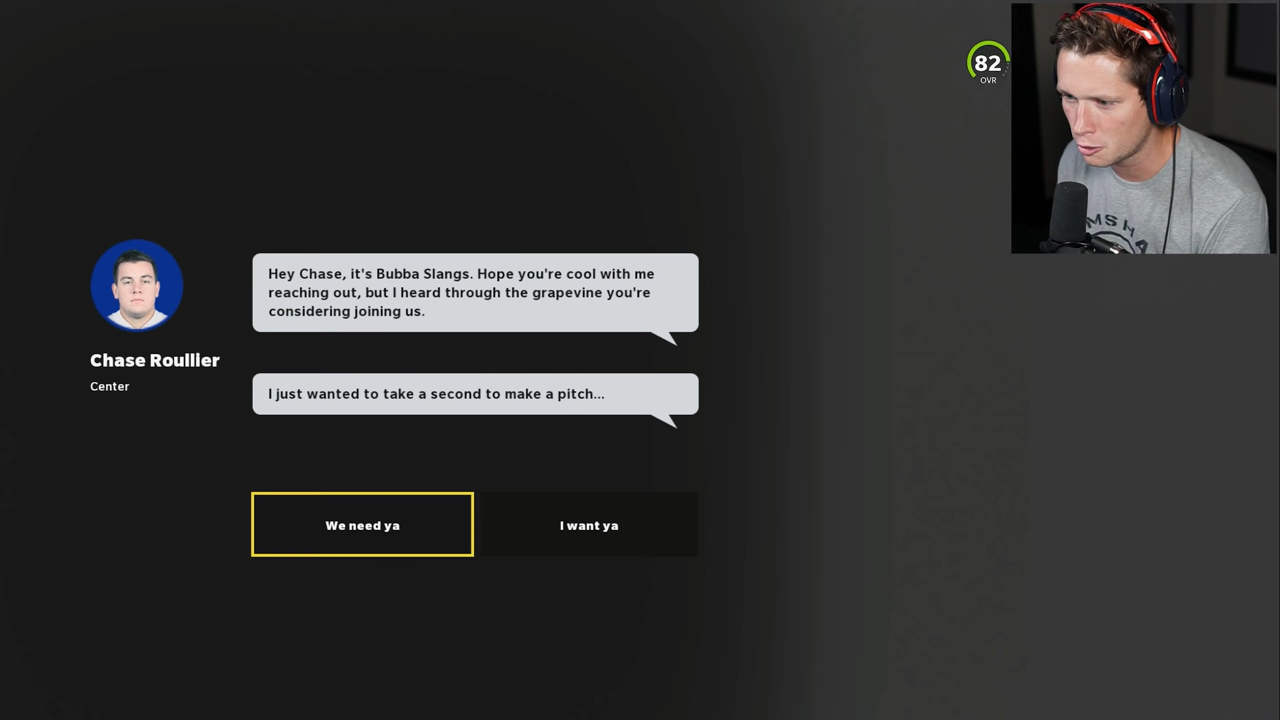 82
OVR
MSHA
Hey Chase, it's Bubba Slangs. Hope you're cool with me
reaching out, but I heard through the grapevine you're
considering joining us.
Chase Roullier
Center
I just wanted to take a second to make a pitch...
We need ya
I want ya